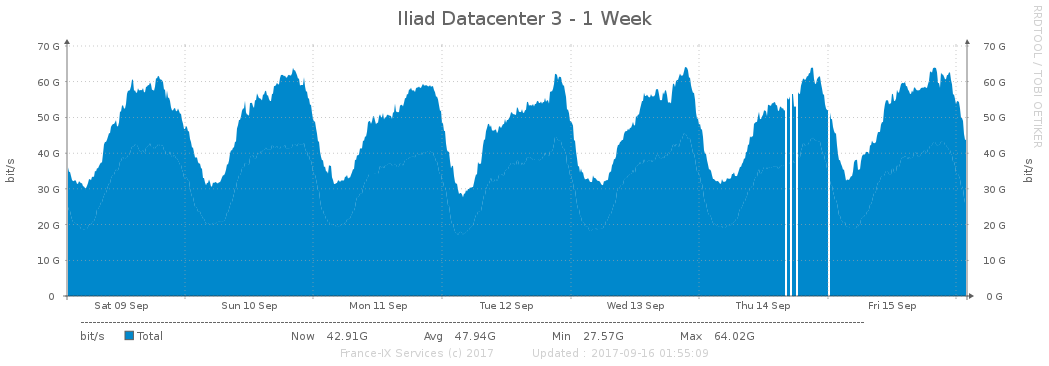 Iliad Datacenter 3 - 1 Week
RRDTOOL / TOBI OETIKER
bit/s
70 G 70 G
60 G 60 G
50 G 50 G
40 G 40 G
30 G 30 G
20 G 20 G
10 G 10 G
0 0 G
bit/s
Sat 09 Sep Sun 10 Sep Mon 11 Sep Tue 12 Sep Wed 13 Sep Thu 14 Sep Fri 15 Sep
bit/s Total Now 42.91G Avg 47.94G Min 27.57G Max 64.02G
France-IX Services (c) 2017 Updated : 2017-09-16 01:55:09